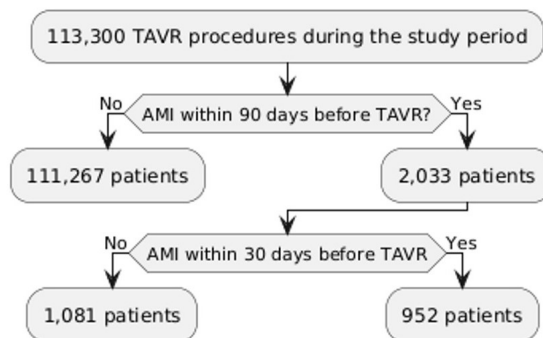 113,300 TAVR procedures during the study period
No
AMI within 90 days before TAVR?
Yes
111,267 patients
2,033 patients
No
AMI within 30 days before TAVR
Yes
1,081 patients
952 patients